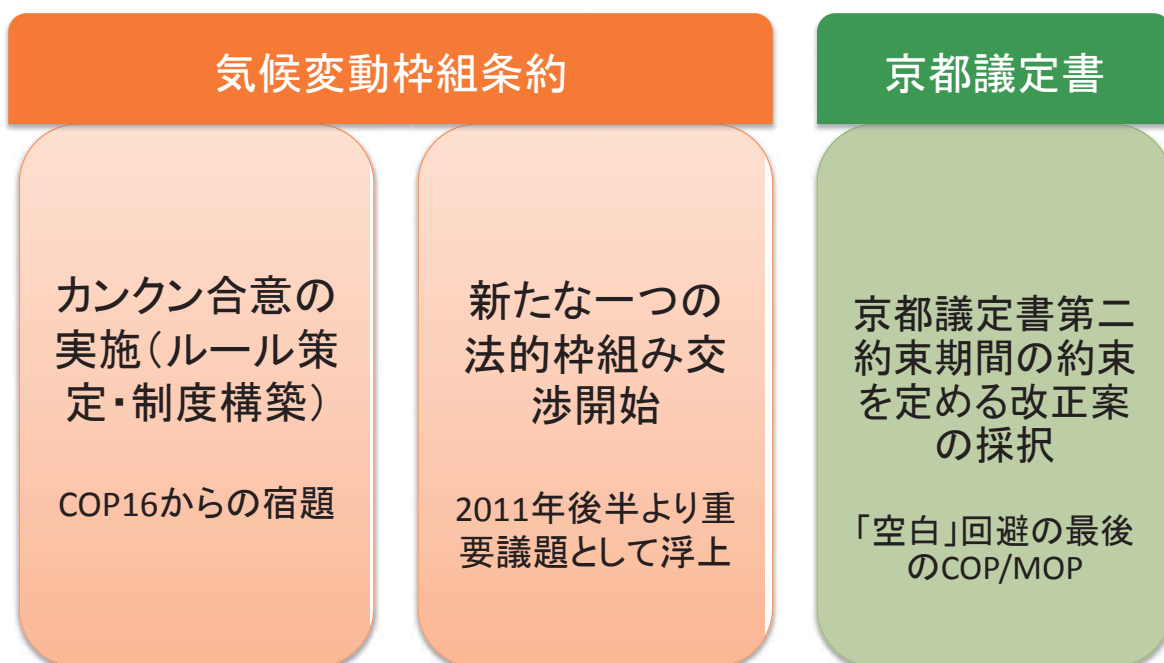 気候変動枠組条約
京都議定書
カンクン合意の
実施（ルール策
定・制度構築）
COP16からの宿題
新たな一つの
法的枠組み交
渉開始
2011年後半より重
要議題として浮上
京都議定書第二
約束期間の約束
を定める改正案
の採択
「空白」回避の最後
のCOP/MOP